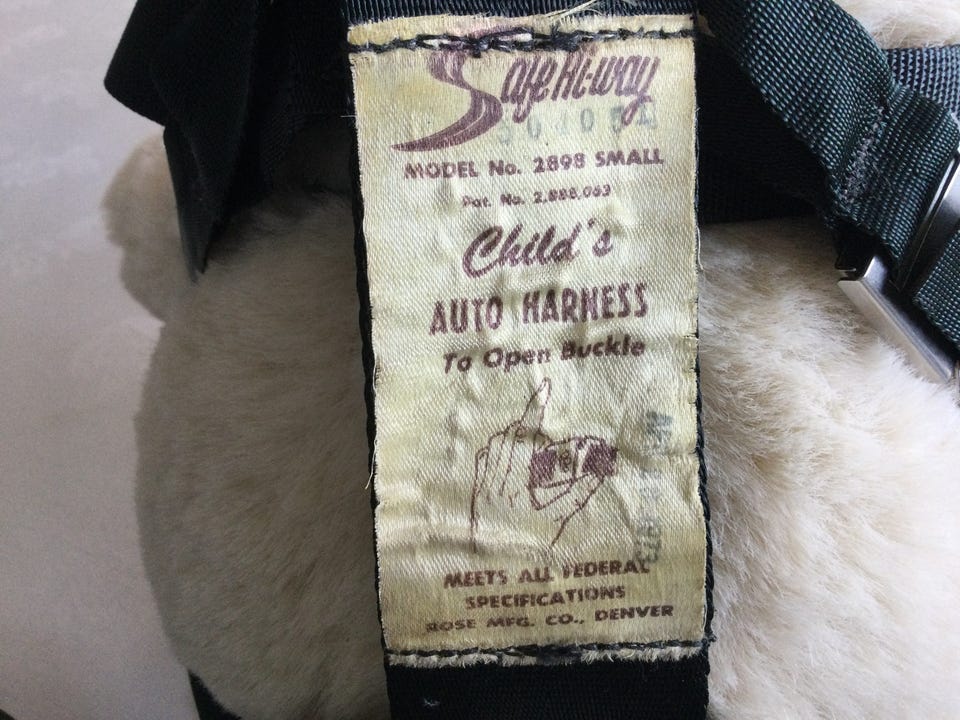 Safe Hi-way
MODEL No. 2898 SMALL
Pat. No. 2,888,063
Child's
AUTO HARNESS
To Open Buckle
MEETS ALL FEDERAL
SPECIFICATIONS
ROSE MFG. CO., DENVER